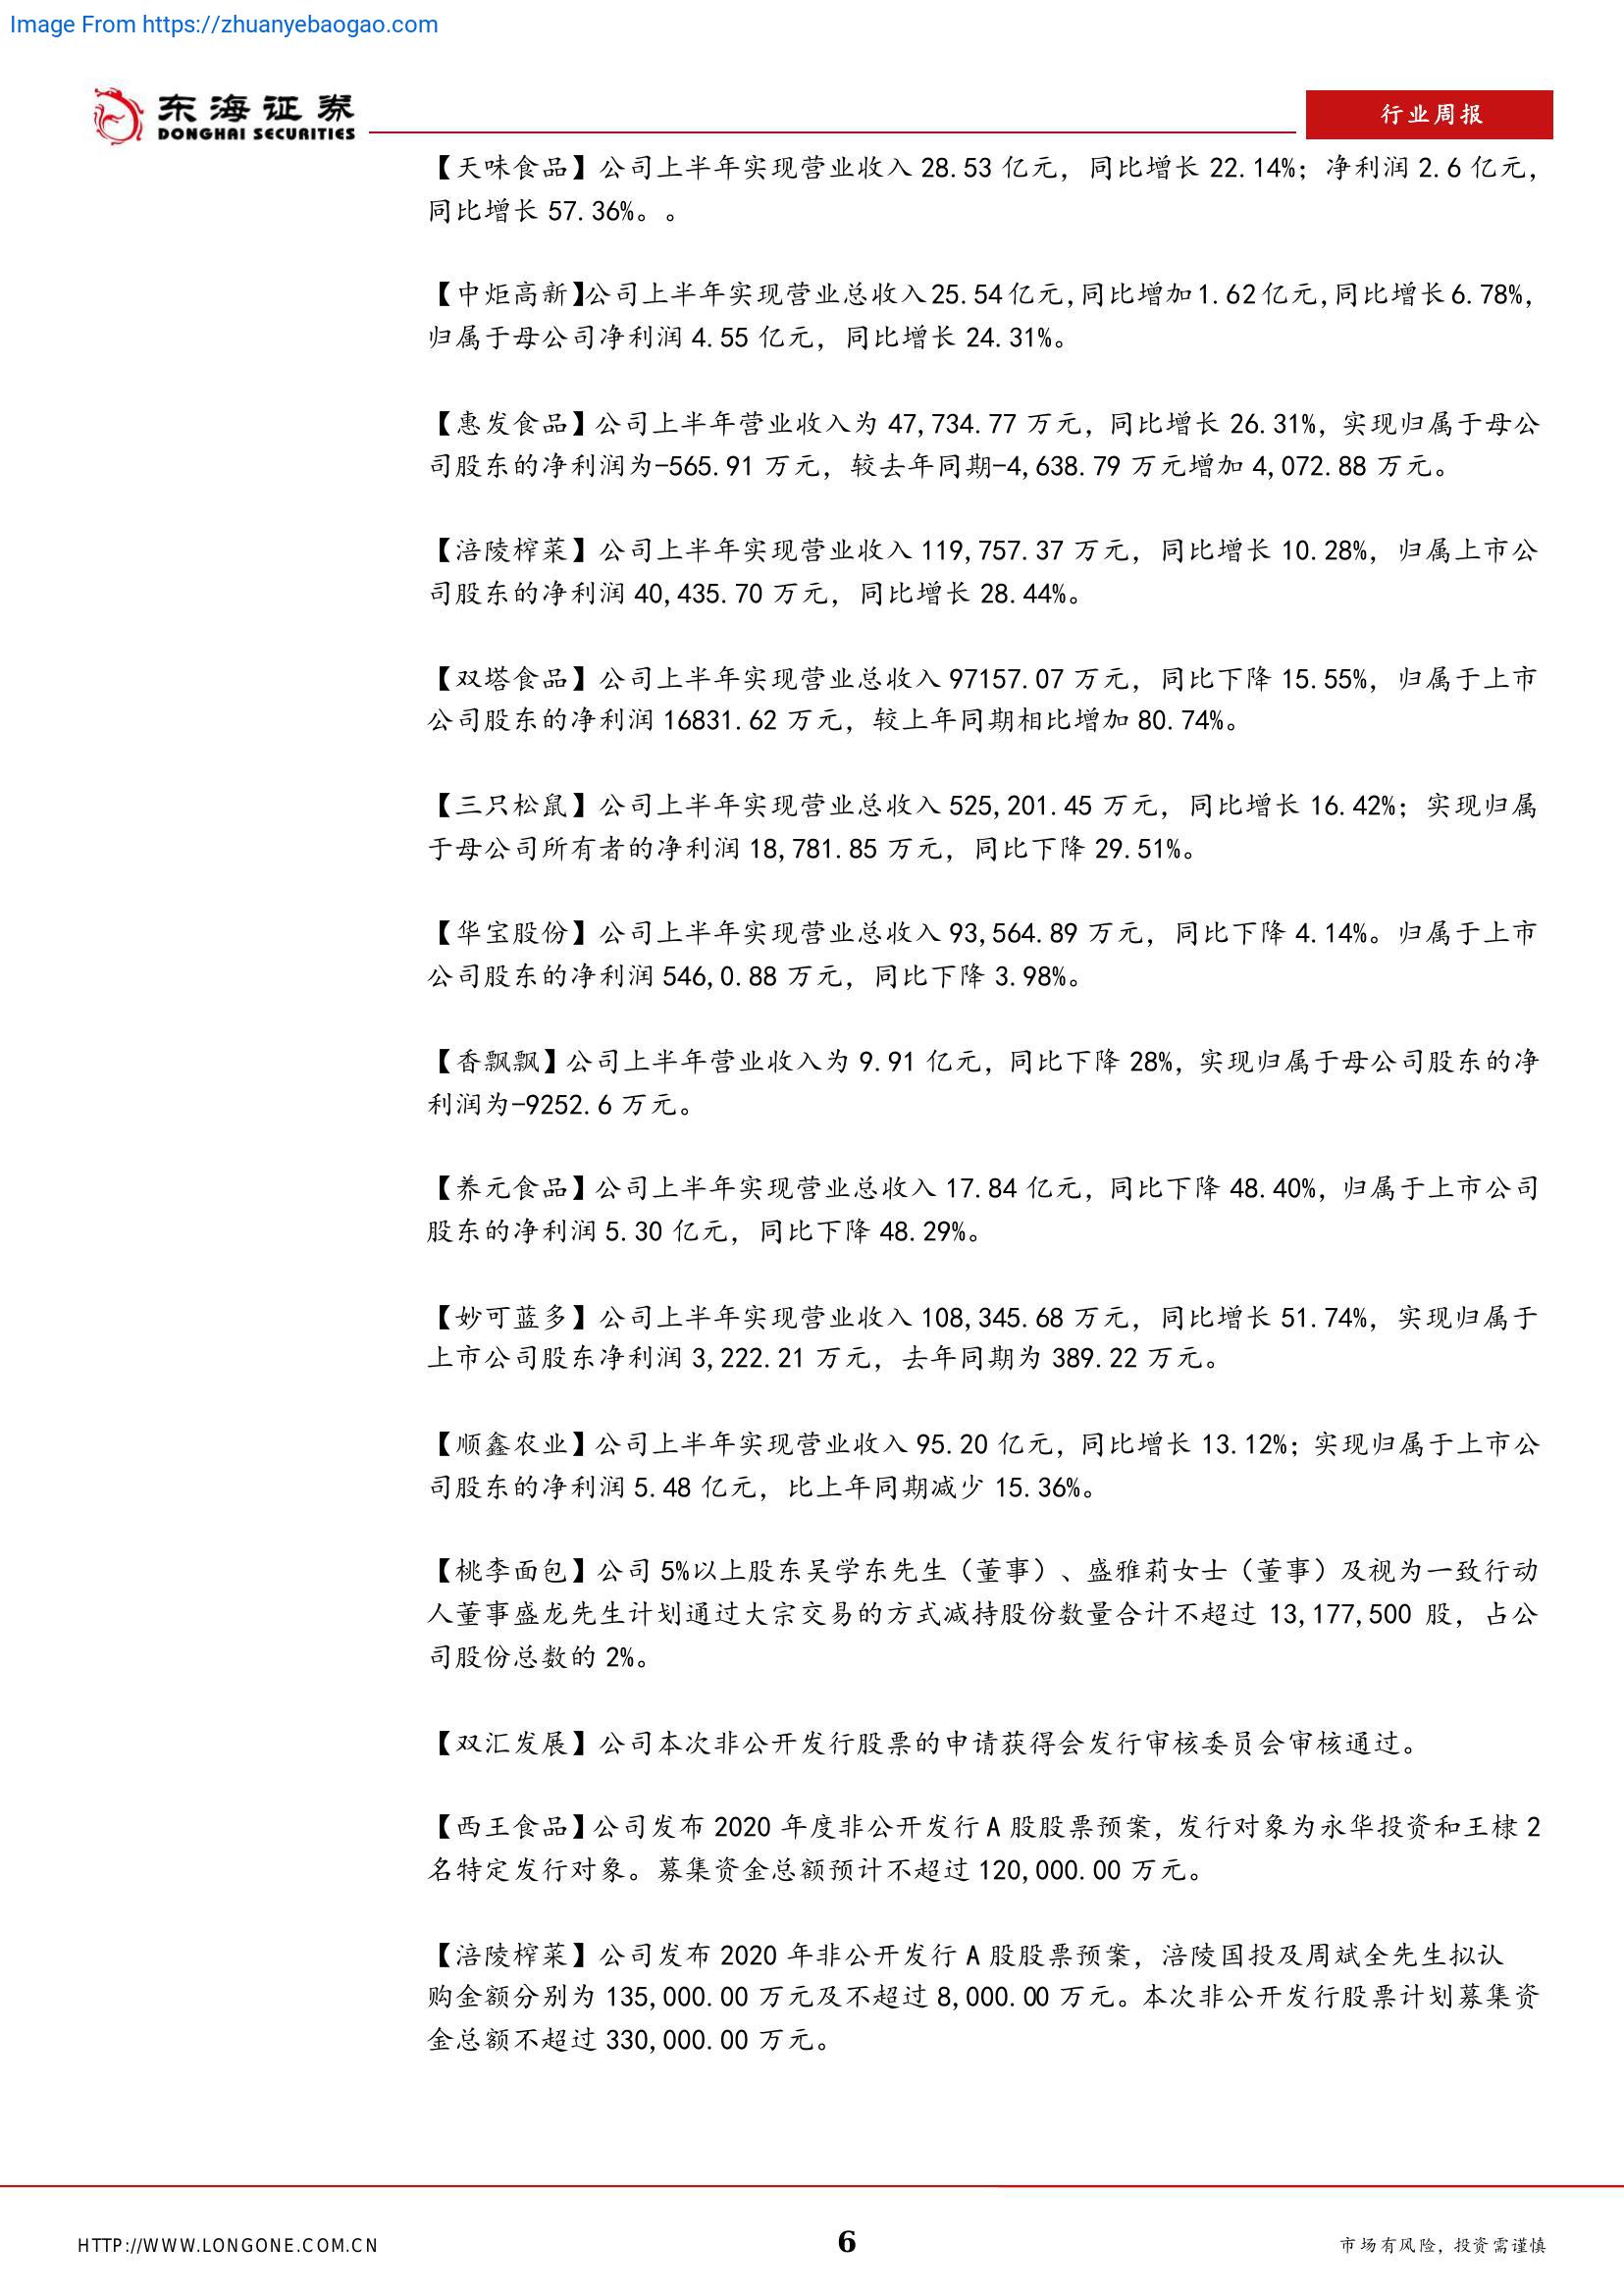 Image From https://zhuanyebaogao.com
东海证券
DONGHAI SECURITIES
行业周报
【天味食品】公司上半年实现营业收入 28.53 亿元，同比增长 22.14%；净利润 2.6 亿元，
同比增长 57.36%。。
【中炬高新】公司上半年实现营业总收入25.54亿元，同比增加1.62亿元，同比增长6.78%，
归属于母公司净利润 4.55 亿元，同比增长 24.31%。
【惠发食品】公司上半年营业收入为 47,734.77 万元，同比增长 26.31%，实现归属于母公
司股东的净利润为-565.91 万元，较去年同期-4,638.79 万元增加 4,072.88 万元。
【涪陵榨菜】公司上半年实现营业收入 119,757.37 万元，同比增长 10.28%，归属上市公
司股东的净利润 40,435.70 万元，同比增长 28.44%。
【双塔食品】公司上半年实现营业总收入 97157.07 万元，同比下降 15.55%，归属于上市
公司股东的净利润 16831.62 万元，较上年同期相比增加 80.74%。
【三只松鼠】公司上半年实现营业总收入 525,201.45 万元，同比增长 16.42%；实现归属
于母公司所有者的净利润 18,781.85 万元，同比下降 29.51%。
【华宝股份】公司上半年实现营业总收入 93,564.89 万元，同比下降 4.14%。归属于上市
公司股东的净利润 546,0.88 万元，同比下降 3.98%。
【香飘飘】公司上半年营业收入为 9.91 亿元，同比下降 28%，实现归属于母公司股东的净
利润为-9252.6 万元。
【养元食品】公司上半年实现营业总收入 17.84 亿元，同比下降 48.40%，归属于上市公司
股东的净利润 5.30 亿元，同比下降 48.29%。
【妙可蓝多】公司上半年实现营业收入 108,345.68 万元，同比增长 51.74%，实现归属于
上市公司股东净利润 3,222.21 万元，去年同期为 389.22 万元。
【顺鑫农业】公司上半年实现营业收入 95.20 亿元，同比增长 13.12%；实现归属于上市公
司股东的净利润 5.48 亿元，比上年同期减少 15.36%。
【桃李面包】公司 5%以上股东吴学东先生（董事）、盛雅莉女士（董事）及视为一致行动
人董事盛龙先生计划通过大宗交易的方式减持股份数量合计不超过 13,177,500 股，占公
司股份总数的 2%。
【双汇发展】公司本次非公开发行股票的申请获得会发行审核委员会审核通过。
【西王食品】公司发布 2020 年度非公开发行 A 股股票预案，发行对象为永华投资和王棣 2
名特定发行对象。募集资金总额预计不超过 120,000.00 万元。
【涪陵榨菜】公司发布 2020 年非公开发行 A 股股票预案，涪陵国投及周斌全先生拟认
购金额分别为 135,000.00 万元及不超过 8,000.00 万元。本次非公开发行股票计划募集资
金总额不超过 330,000.00 万元。
HTTP://WWW.LONGONE.COM.CN
6
市场有风险，投资需谨慎